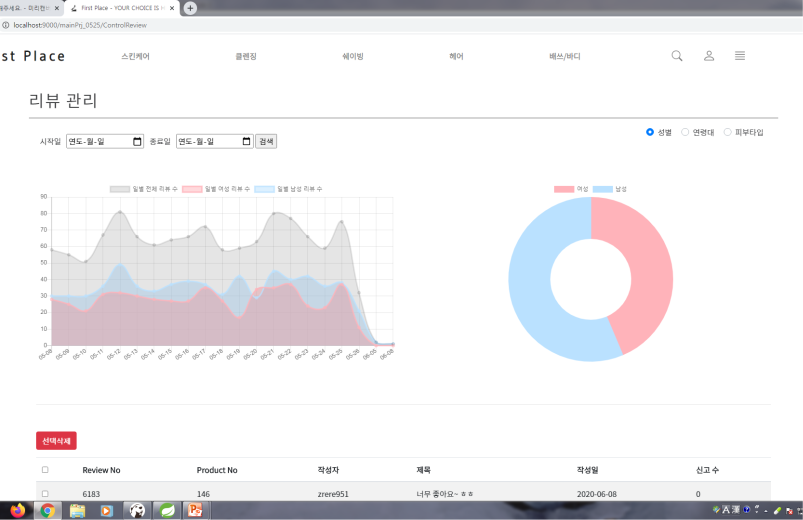 First Place - YOUR CHOICE IS
localhost:9000/mainPrj_0525/ControlReview
st Place 스킨케어 클렌징 쉐이빙 헤어 배쓰/바디
리뷰 관리
시작일 연도-월-일 종료일 연도-월-일 검색
성별 연령대 피부타입
일별 전체 리뷰 수 일별 여성 리뷰 수 일별 남성 리뷰 수
여성 남성
90
80
70
60
50
40
30
20
10
0
05-08 05-09 05-10 05-11 05-12 05-13 05-14 05-15 05-16 05-17 05-18 05-19 05-20 05-21 05-22 05-23 05-24 05-25 05-26 06-05 06-08
선택삭제
Review No Product No 작성자 제목 작성일 신고 수
6183 146 zrere951 너무 좋아요~ ㅎㅎ 2020-06-08 0
A 漢